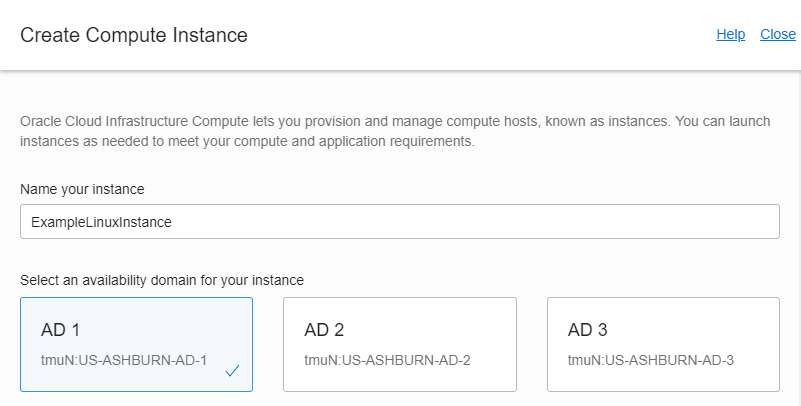 Create Compute Instance
Help Close
Oracle Cloud Infrastructure Compute lets you provision and manage compute hosts, known as instances. You can launch
instances as needed to meet your compute and application requirements.
Name your instance
ExampleLinuxInstance
Select an availability domain for your instance
AD 1
tmuN:US-ASHBURN-AD-1
AD 2
tmuN:US-ASHBURN-AD-2
AD 3
tmuN:US-ASHBURN-AD-3